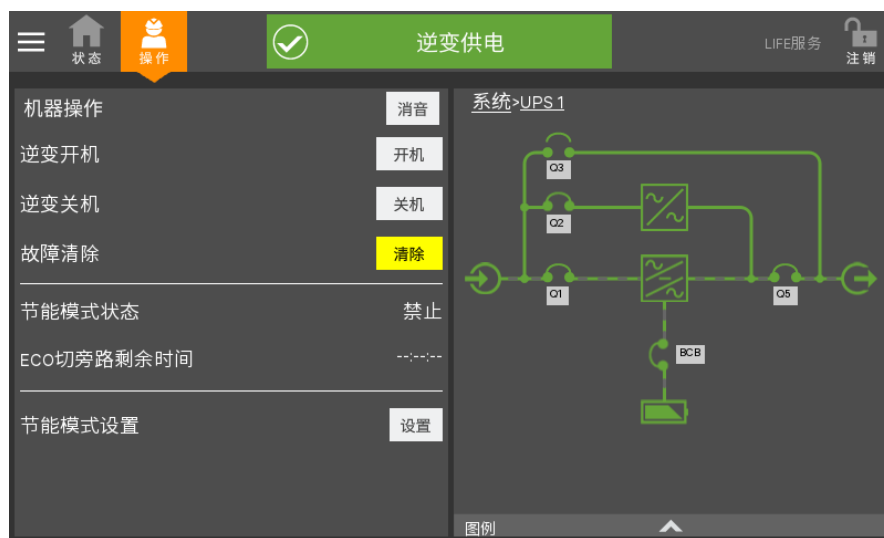 状态
操作
逆变供电
LIFE服务
注销
机器操作
消音
逆变开机
开机
逆变关机
关机
故障清除
清除
节能模式状态
禁止
ECO切旁路剩余时间
--:--:--
节能模式设置
设置
系统>UPS 1
Q3
Q2
Q1
Q5
BCB
图例